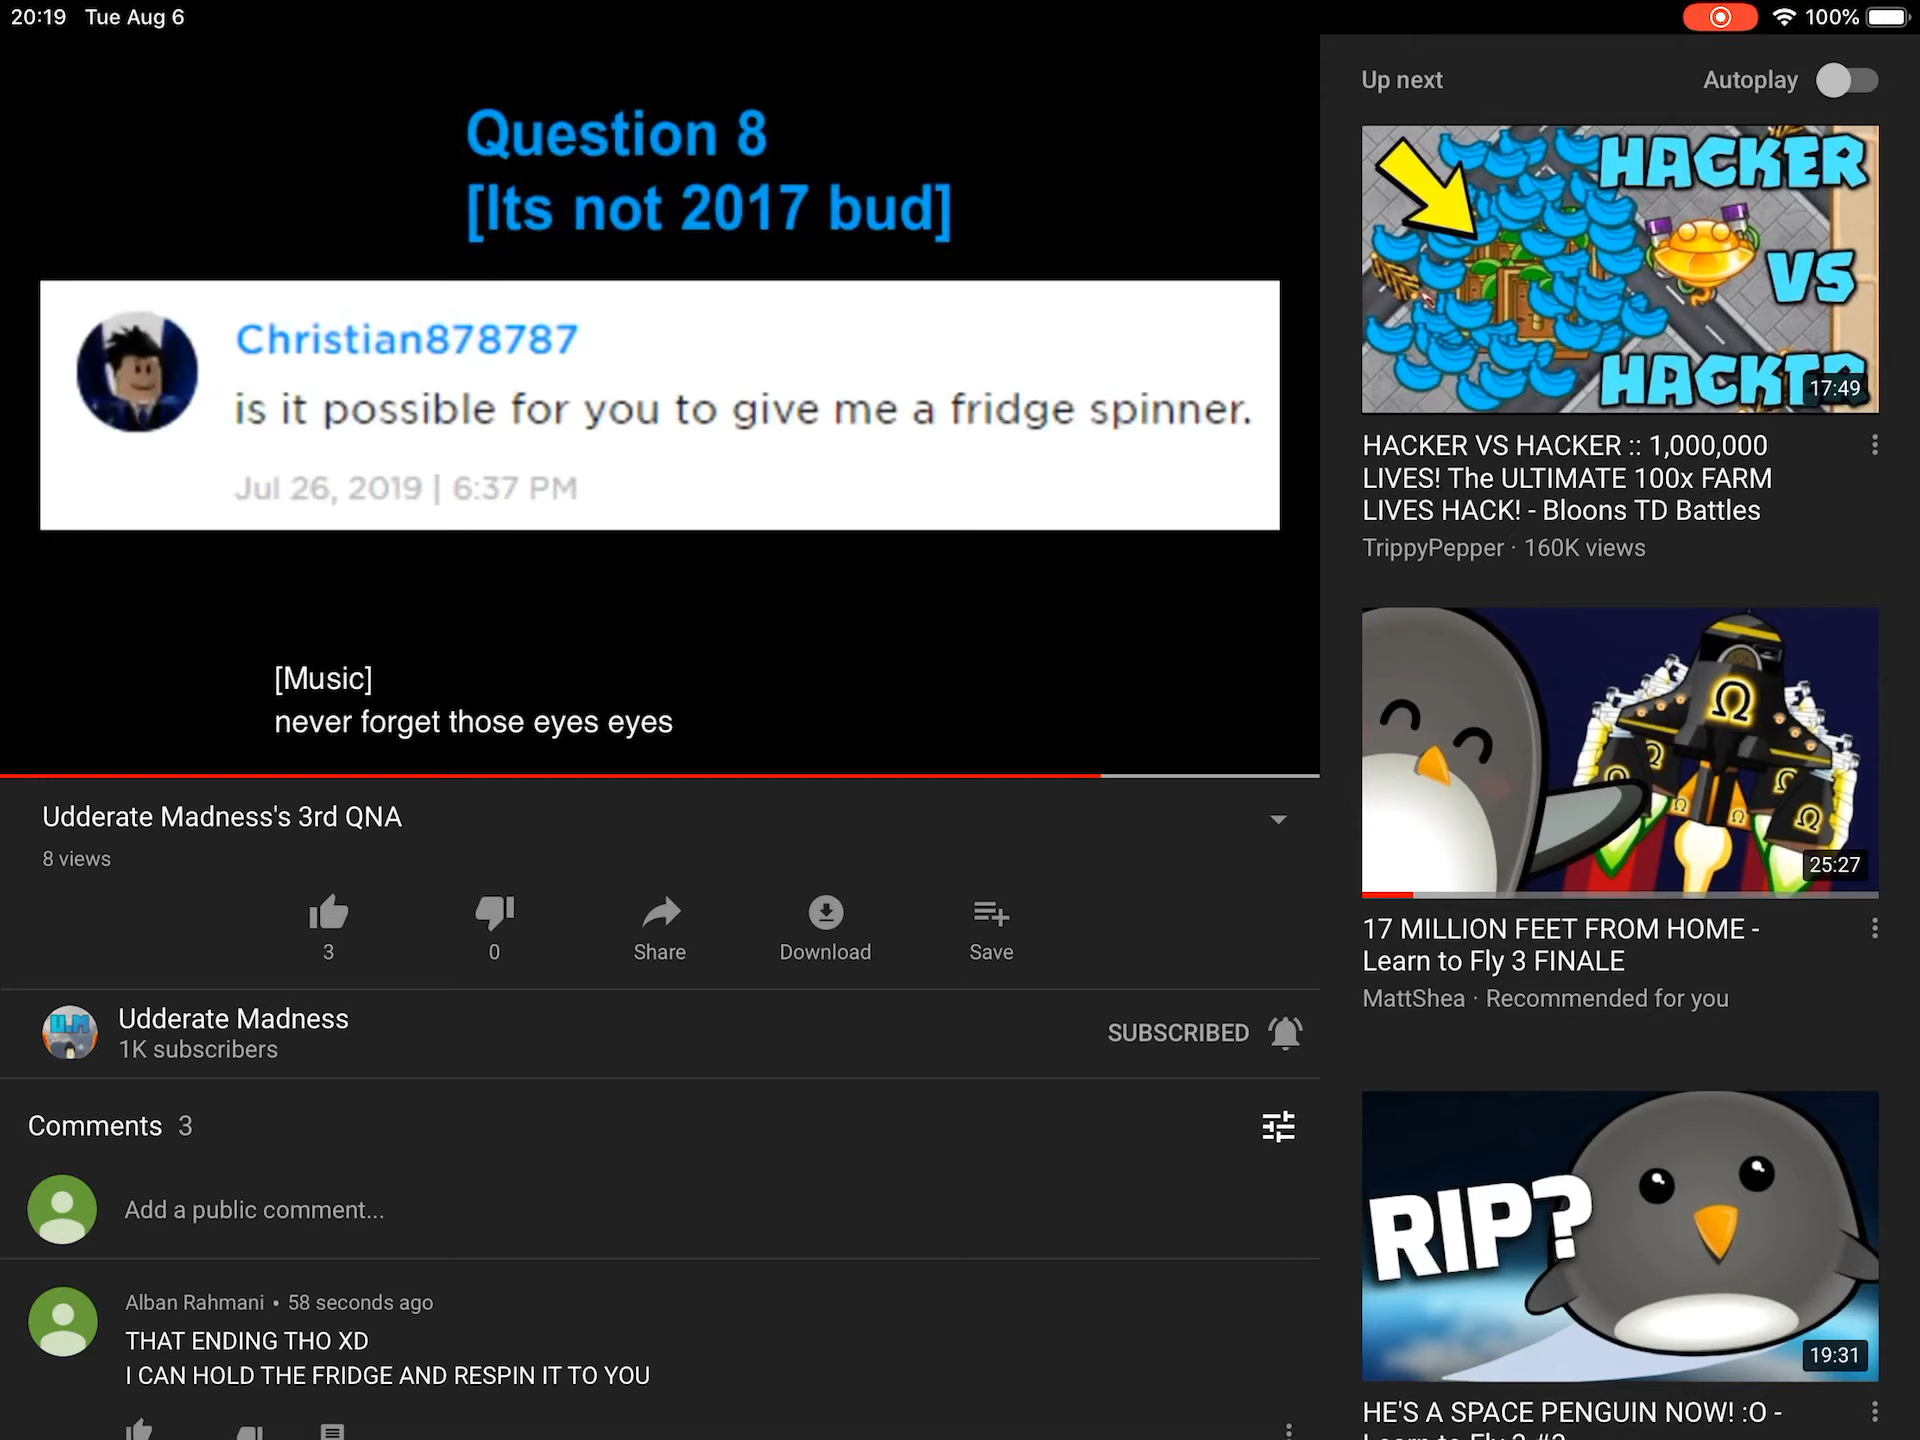 20:19 Tue Aug 6
100%
Question 8
[Its not 2017 bud]
Christian878787
is it possible for you to give me a fridge spinner.
Jul 26, 2019 | 6:37 PM
[Music]
never forget those eyes eyes
Udderate Madness's 3rd QNA
8 views
3
0
Share
Download
Save
U.M
Udderate Madness
1K subscribers
SUBSCRIBED
Comments 3
Add a public comment...
Alban Rahmani • 58 seconds ago
THAT ENDING THO XD
I CAN HOLD THE FRIDGE AND RESPIN IT TO YOU
Up next
Autoplay
HACKER
VS
HACKER
17:49
HACKER VS HACKER :: 1,000,000
LIVES! The ULTIMATE 100x FARM
LIVES HACK! - Bloons TD Battles
TrippyPepper · 160K views
Ω
Ω
Ω
Ω
Ω
Ω
Ω
25:27
17 MILLION FEET FROM HOME -
Learn to Fly 3 FINALE
MattShea · Recommended for you
RIP?
19:31
HE'S A SPACE PENGUIN NOW! :O -
Learn to Fly 3 #2